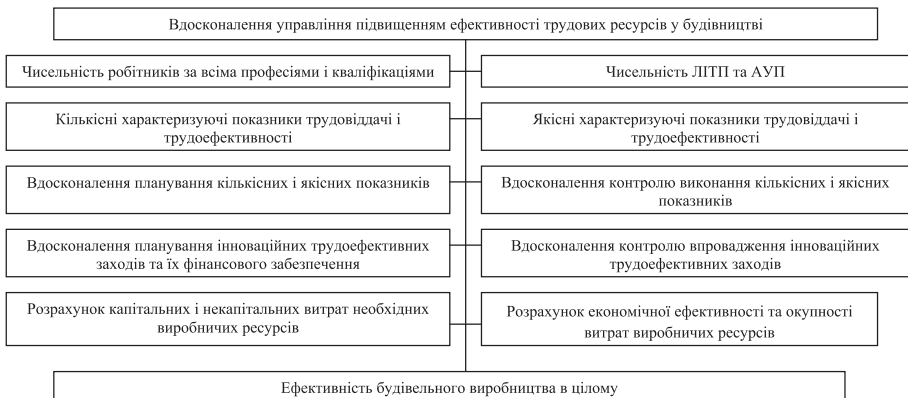 Вдосконалення управління підвищенням ефективності трудових ресурсів у будівництві
Чисельність робітників за всіма професіями і кваліфікаціями
Чисельність ЛІТП та АУП
Кількісні характеризуючі показники трудовіддачі і
трудоефективності
Якісні характеризуючі показники трудовіддачі і
трудоефективності
Вдосконалення планування кількісних і якісних показників
Вдосконалення контролю виконання кількісних і якісних
показників
Вдосконалення планування інноваційних трудоефективних
заходів та їх фінансового забезпечення
Вдосконалення контролю впровадження інноваційних
трудоефективних заходів
Розрахунок капітальних і некапітальних витрат необхідних
виробничих ресурсів
Розрахунок економічної ефективності та окупності
витрат виробничих ресурсів
Ефективність будівельного виробництва в цілому